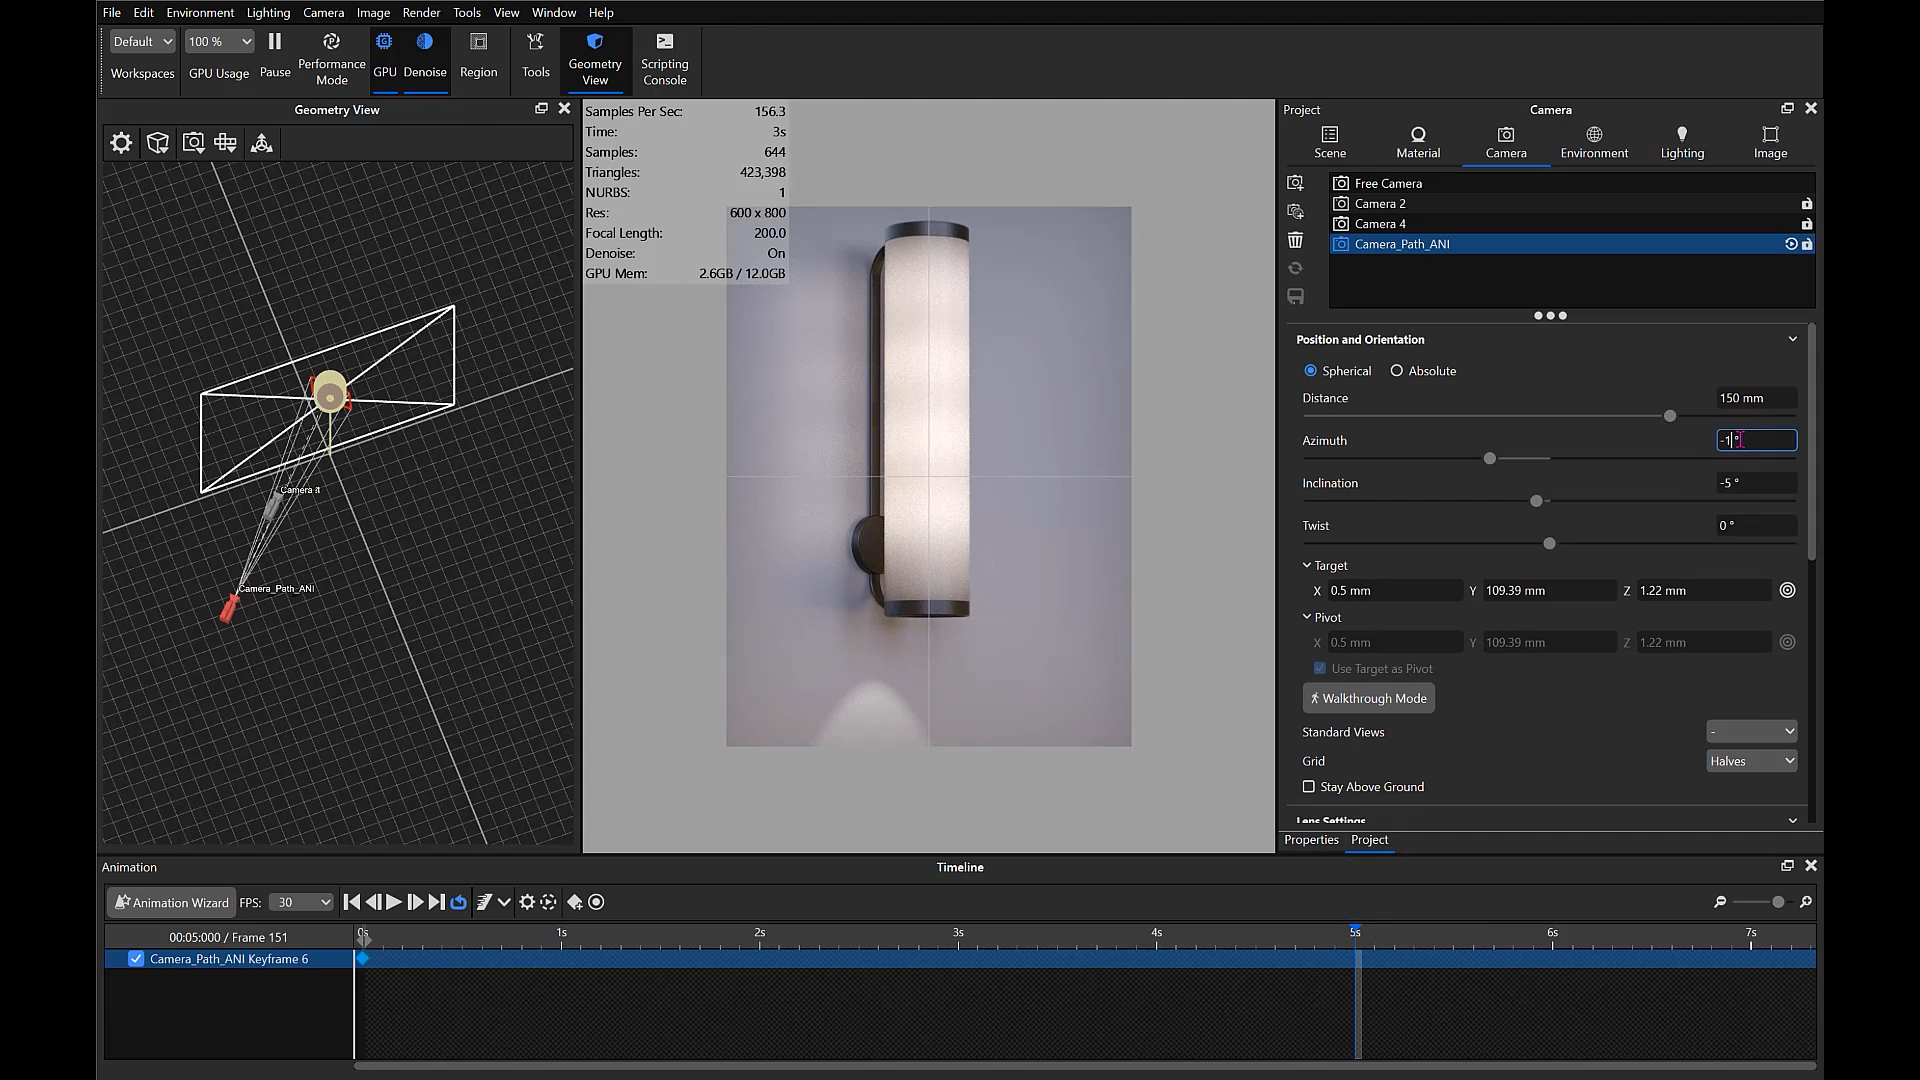 File Edit Environment Lighting Camera Image Render Tools View Window Help
Default 100 %
Workspaces GPU Usage Pause Performance Mode GPU Denoise Region Tools Geometry View Scripting Console
Geometry View
Camera 4
Camera_Path_ANI
Samples Per Sec: 156.3
Time: 3s
Samples: 644
Triangles: 423,398
NURBS: 1
Res: 600 x 800
Focal Length: 200.0
Denoise: On
GPU Mem: 2.6GB / 12.0GB
Project Camera
Scene Material Camera Environment Lighting Image
Free Camera
Camera 2
Camera 4
Camera_Path_ANI
Position and Orientation
Spherical Absolute
Distance 150 mm
Azimuth -1 °
Inclination -5 °
Twist 0 °
Target
X 0.5 mm Y 109.39 mm Z 1.22 mm
Pivot
X 0.5 mm Y 109.39 mm Z 1.22 mm
Use Target as Pivot
Walkthrough Mode
Standard Views -
Grid Halves
Stay Above Ground
Lens Settings
Properties Project
Animation Timeline
Animation Wizard FPS: 30
00:05:000 / Frame 151 0s 1s 2s 3s 4s 5s 6s 7s
Camera_Path_ANI Keyframe 6